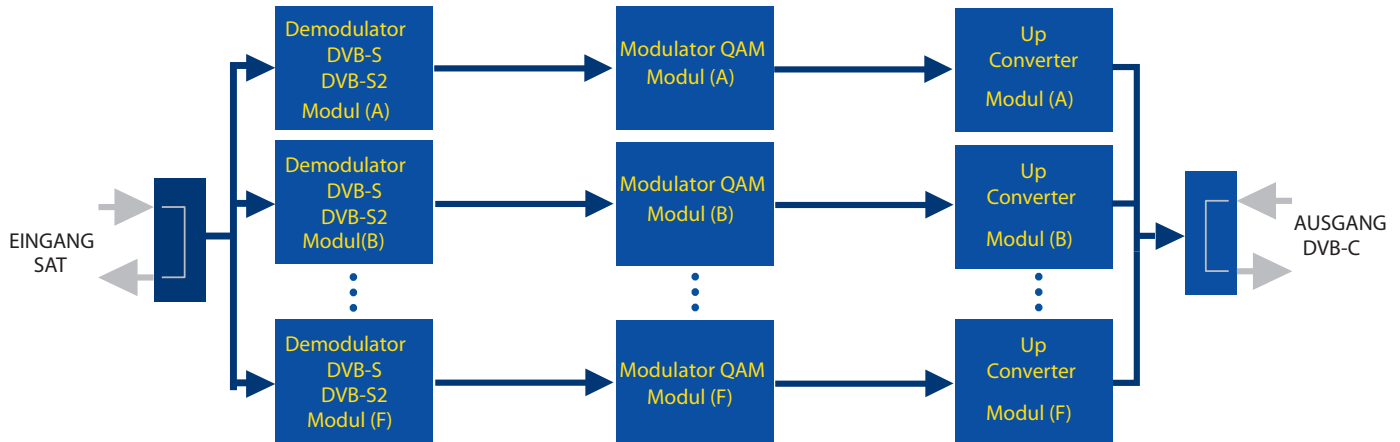 Demodulator
DVB-S
DVB-S2
Modul (A)
Modulator QAM
Modul (A)
Up
Converter
Modul (A)
EINGANG
SAT
Demodulator
DVB-S
DVB-S2
Modul(B)
Modulator QAM
Modul (B)
Up
Converter
Modul (B)
AUSGANG
DVB-C
Demodulator
DVB-S
DVB-S2
Modul (F)
Modulator QAM
Modul (F)
Up
Converter
Modul (F)